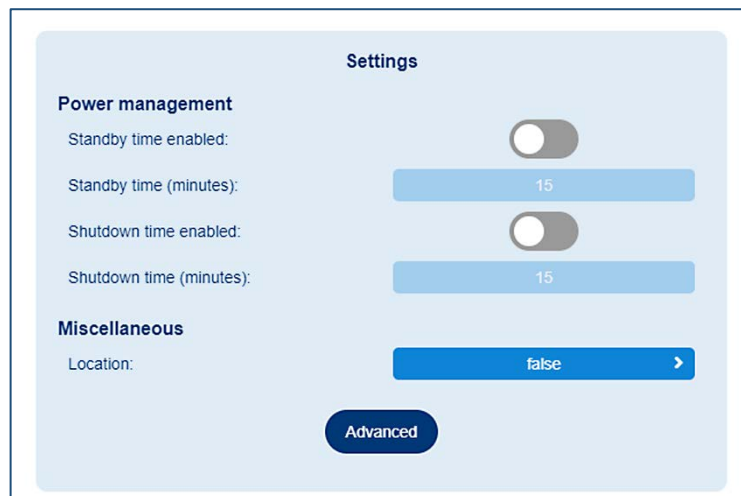 Settings
Power management
Standby time enabled:
Standby time (minutes): 15
Shutdown time enabled:
Shutdown time (minutes): 15
Miscellaneous
Location: false
Advanced